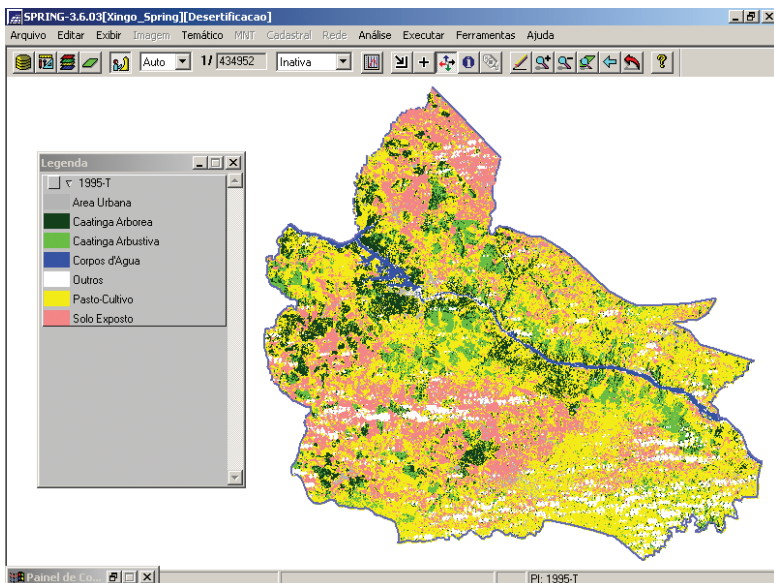 SPRING-3.6.03[Xingo_Spring][Desertificacao]
Arquivo Editar Exibir Imagem Temático MNT Cadastral Rede Análise Executar Ferramentas Ajuda
Auto 1/ 434952 Inativa
Legenda
1995-T
Area Urbana
Caatinga Arborea
Caatinga Arbustiva
Corpos d'Agua
Outros
Pasto-Cultivo
Solo Exposto
Painel de Co...
PI: 1995-T